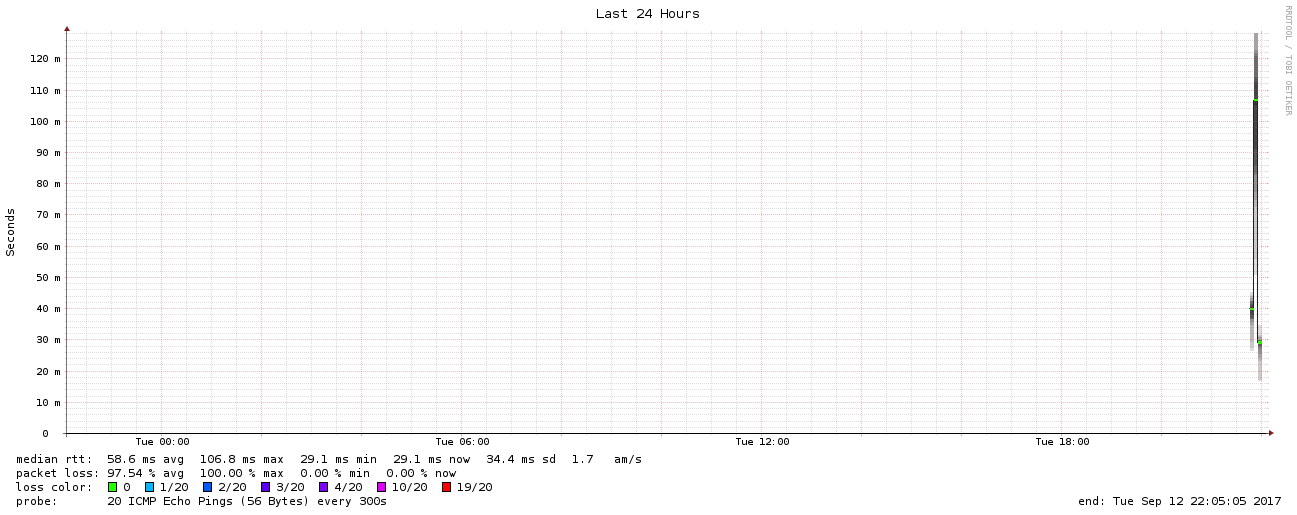 Last 24 Hours
RRDTOOL / TOBI OETIKER
Seconds
120 m
110 m
100 m
90 m
80 m
70 m
60 m
50 m
40 m
30 m
20 m
10 m
0
Tue 00:00 Tue 06:00 Tue 12:00 Tue 18:00
median rtt: 58.6 ms avg 106.8 ms max 29.1 ms min 29.1 ms now 34.4 ms sd 1.7 am/s
packet loss: 97.54 % avg 100.00 % max 0.00 % min 0.00 % now
loss color: 0 1/20 2/20 3/20 4/20 10/20 19/20
probe: 20 ICMP Echo Pings (56 Bytes) every 300s end: Tue Sep 12 22:05:05 2017